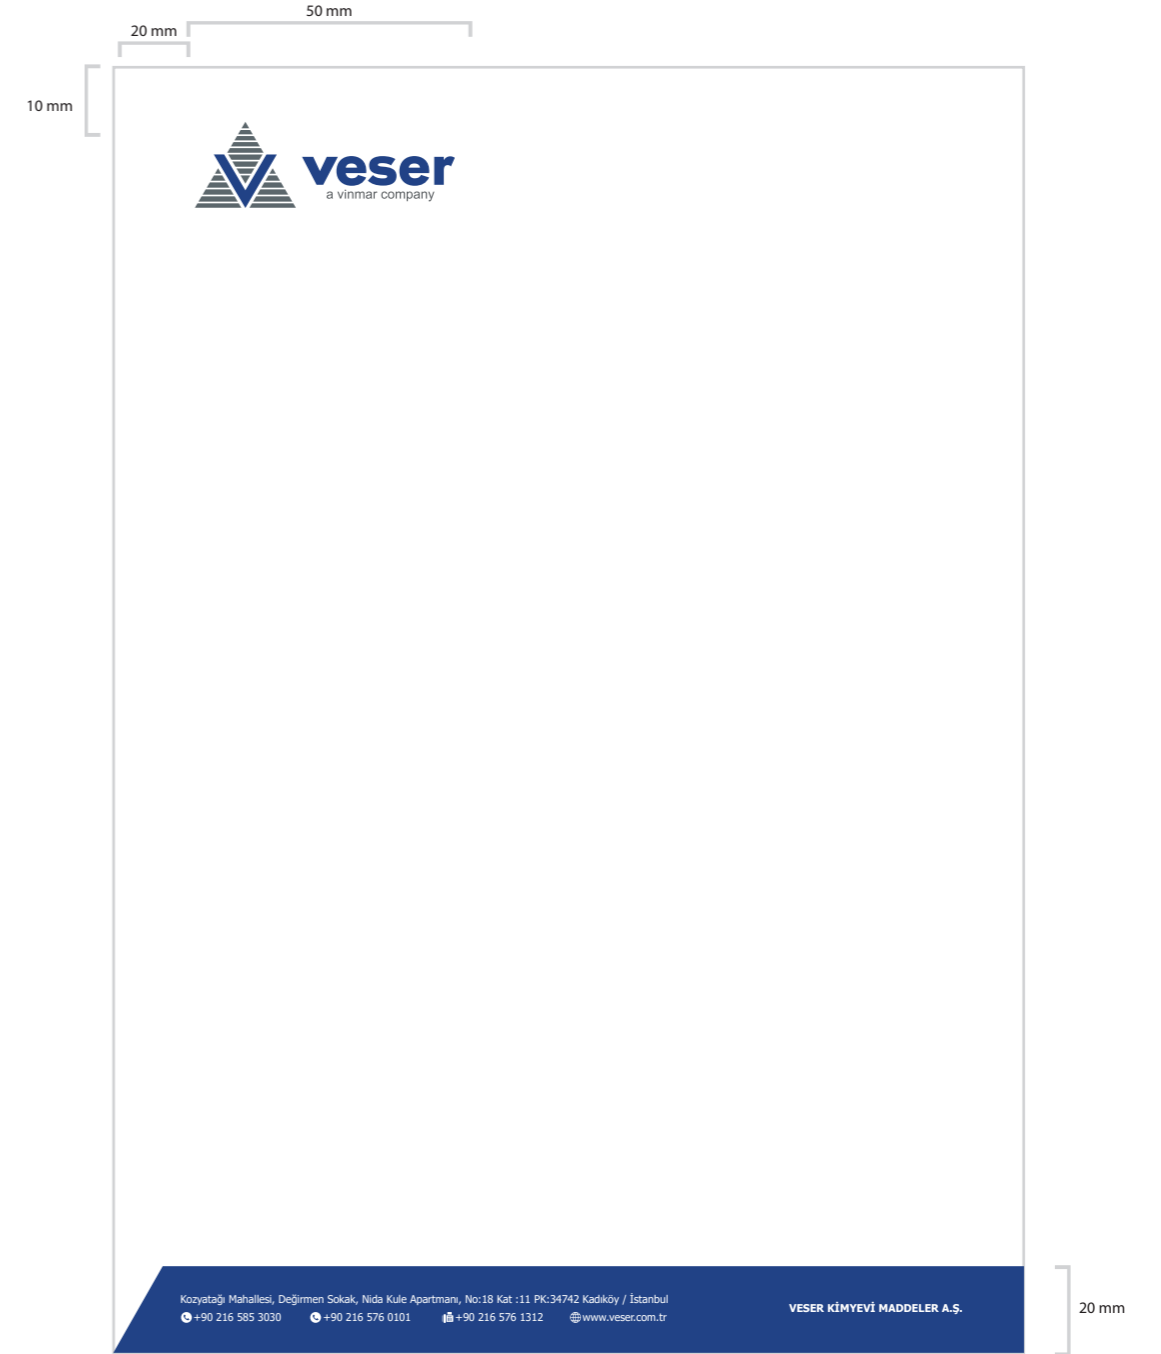 50 mm
20 mm
10 mm
veser
a vinmar company
Kozyatağı Mahallesi, Değirmen Sokak, Nida Kule Apartmanı, No:18 Kat :11 PK:34742 Kadıköy / İstanbul
+90 216 585 3030 +90 216 576 0101 +90 216 576 1312 www.veser.com.tr
VESER KİMYEVİ MADDELER A.Ş.
20 mm